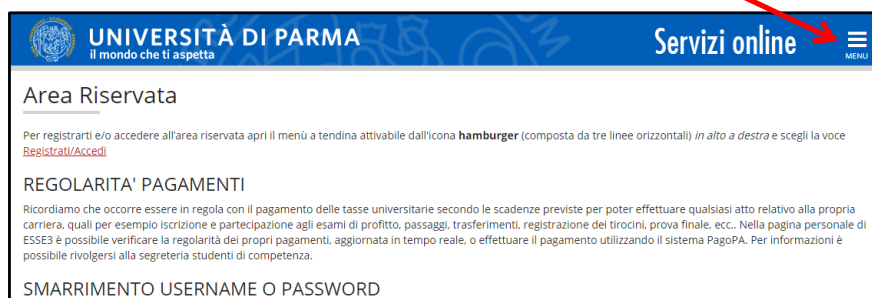 UNIVERSITÀ DI PARMA
il mondo che ti aspetta
Servizi online
MENU
Area Riservata
Per registrarti e/o accedere all'area riservata apri il menù a tendina attivabile dall'icona hamburger (composta da tre linee orizzontali) in alto a destra e scegli la voce
Registrati/Accedi
REGOLARITA' PAGAMENTI
Ricordiamo che occorre essere in regola con il pagamento delle tasse universitarie secondo le scadenze previste per poter effettuare qualsiasi atto relativo alla propria
carriera, quali per esempio iscrizione e partecipazione agli esami di profitto, passaggi, trasferimenti, registrazione dei tirocini, prova finale, ecc.. Nella pagina personale di
ESSE3 è possibile verificare la regolarità dei propri pagamenti, aggiornata in tempo reale, o effettuare il pagamento utilizzando il sistema PagoPA. Per informazioni è
possibile rivolgersi alla segreteria studenti di competenza.
SMARRIMENTO USERNAME O PASSWORD